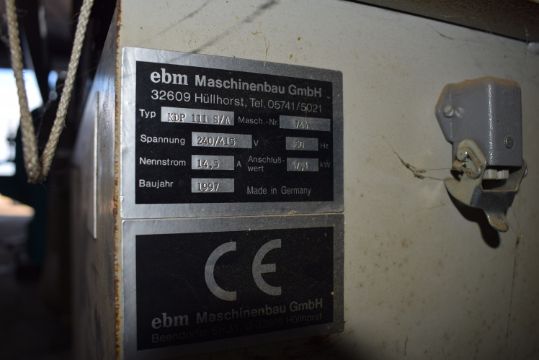 ebm Maschinenbau GmbH
32609 Hüllhorst, Tel. 05741/5021
Typ KDP 111 S/A Masch.-Nr.
Spannung 240/415 V Hz
Nennstrom 14,5 A Anschluß-wert kW
Baujahr 1997 Made in Germany
CE
ebm Maschinenbau GmbH
Hüllhorst